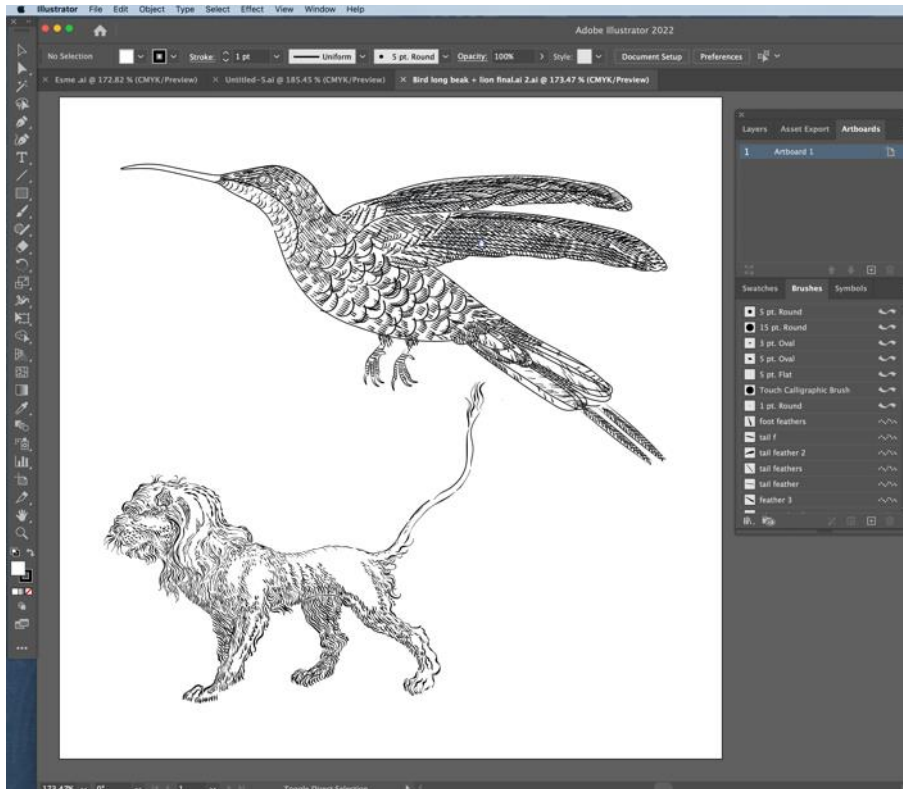 Illustrator File Edit Object Type Select Effect View Window Help
Adobe Illustrator 2022
No Selection Stroke: 1 pt Uniform 5 pt. Round Opacity: 100% Style: Document Setup Preferences
× Esme .ai @ 172.82 % (CMYK/Preview) × Untitled-5.ai @ 185.45 % (CMYK/Preview) × Bird long beak + lion final.ai 2.ai @ 173.47 % (CMYK/Preview)
Layers Asset Export Artboards
1 Artboard 1
Swatches Brushes Symbols
5 pt. Round
15 pt. Round
3 pt. Oval
5 pt. Oval
5 pt. Flat
Touch Calligraphic Brush
1 pt. Round
foot feathers
tail f
tail feather 2
tail feathers
tail feather
feather 3
173.47% 0° 1 Toggle Direct Selection